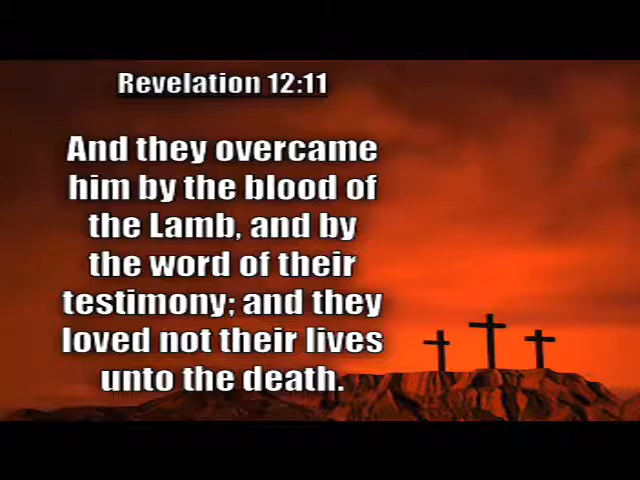 Revelation 12:11
And they overcame
him by the blood of
the Lamb, and by
the word of their
testimony; and they
loved not their lives
unto the death.